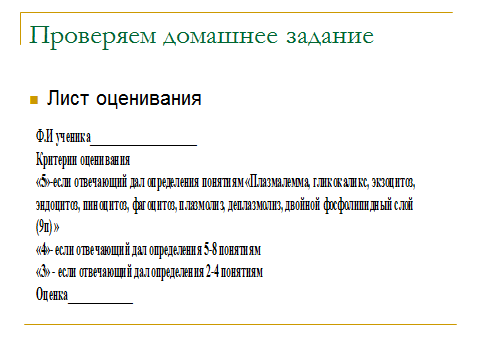 Проверяем домашнее задание
Лист оценивания
Ф.И ученика_________________
Критерии оценивания
«5»-если отвечающий дал определения понятиям «Плазмалемма, гликокаликс, экзоцитоз,
эндоцитоз, пиноцитоз, фагоцитоз, плазмолиз, деплазмолиз, двойной фосфолипидный слой
(9п) »
«4»- если отвечающий дал определения 5-8 понятиям
«3» - если отвечающий дал определения 2-4 понятиям
Оценка___________